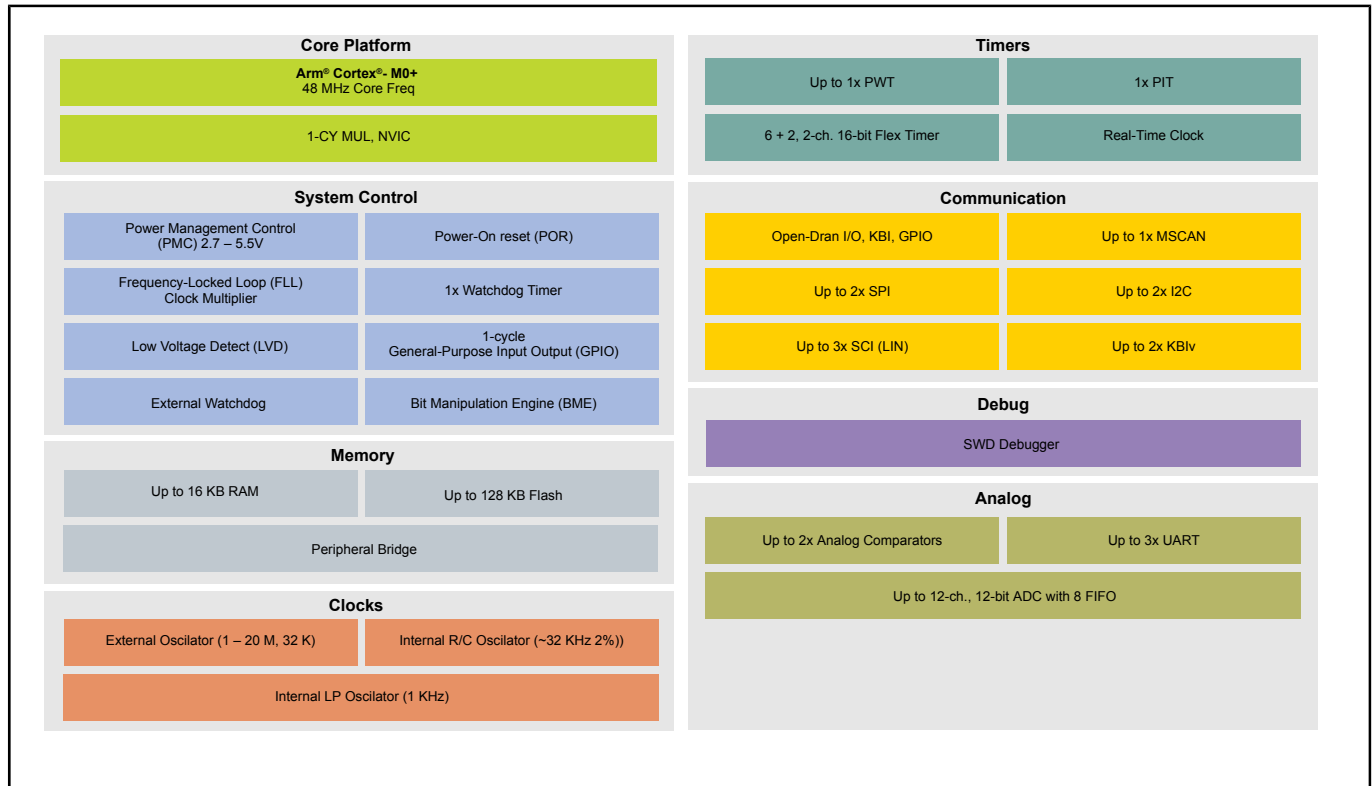 Core Platform
Arm® Cortex®- M0+
48 MHz Core Freq
1-CY MUL, NVIC
System Control
Power Management Control
(PMC) 2.7 – 5.5V
Power-On reset (POR)
Frequency-Locked Loop (FLL)
Clock Multiplier
1x Watchdog Timer
Low Voltage Detect (LVD)
1-cycle
General-Purpose Input Output (GPIO)
External Watchdog
Bit Manipulation Engine (BME)
Memory
Up to 16 KB RAM
Up to 128 KB Flash
Peripheral Bridge
Clocks
External Oscilator (1 – 20 M, 32 K)
Internal R/C Oscilator (~32 KHz 2%))
Internal LP Oscilator (1 KHz)
Timers
Up to 1x PWT
1x PIT
6 + 2, 2-ch. 16-bit Flex Timer
Real-Time Clock
Communication
Open-Dran I/O, KBI, GPIO
Up to 1x MSCAN
Up to 2x SPI
Up to 2x I2C
Up to 3x SCI (LIN)
Up to 2x KBIv
Debug
SWD Debugger
Analog
Up to 2x Analog Comparators
Up to 3x UART
Up to 12-ch., 12-bit ADC with 8 FIFO